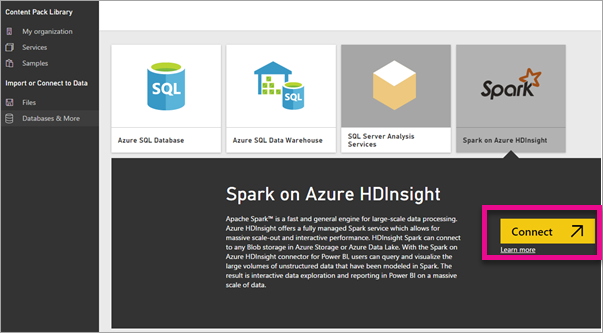 Content Pack Library
My organization
Services
Samples
Import or Connect to Data
Files
Databases & More
SQL
Azure SQL Database
SQL
Azure SQL Data Warehouse
SQL Server Analysis
Services
Spark
Spark on Azure HDInsight
Spark on Azure HDInsight
Apache Spark™ is a fast and general engine for large-scale data processing.
Azure HDInsight offers a fully managed Spark service which allows for
massive scale-out and interactive performance. HDInsight Spark can connect
to any Blob storage in Azure Storage or Azure Data Lake. With the Spark on
Azure HDInsight connector for Power BI, users can query and visualize the
large volumes of unstructured data that have been modeled in Spark. The
result is interactive data exploration and reporting in Power BI on a massive
scale of data.
Connect
Learn more